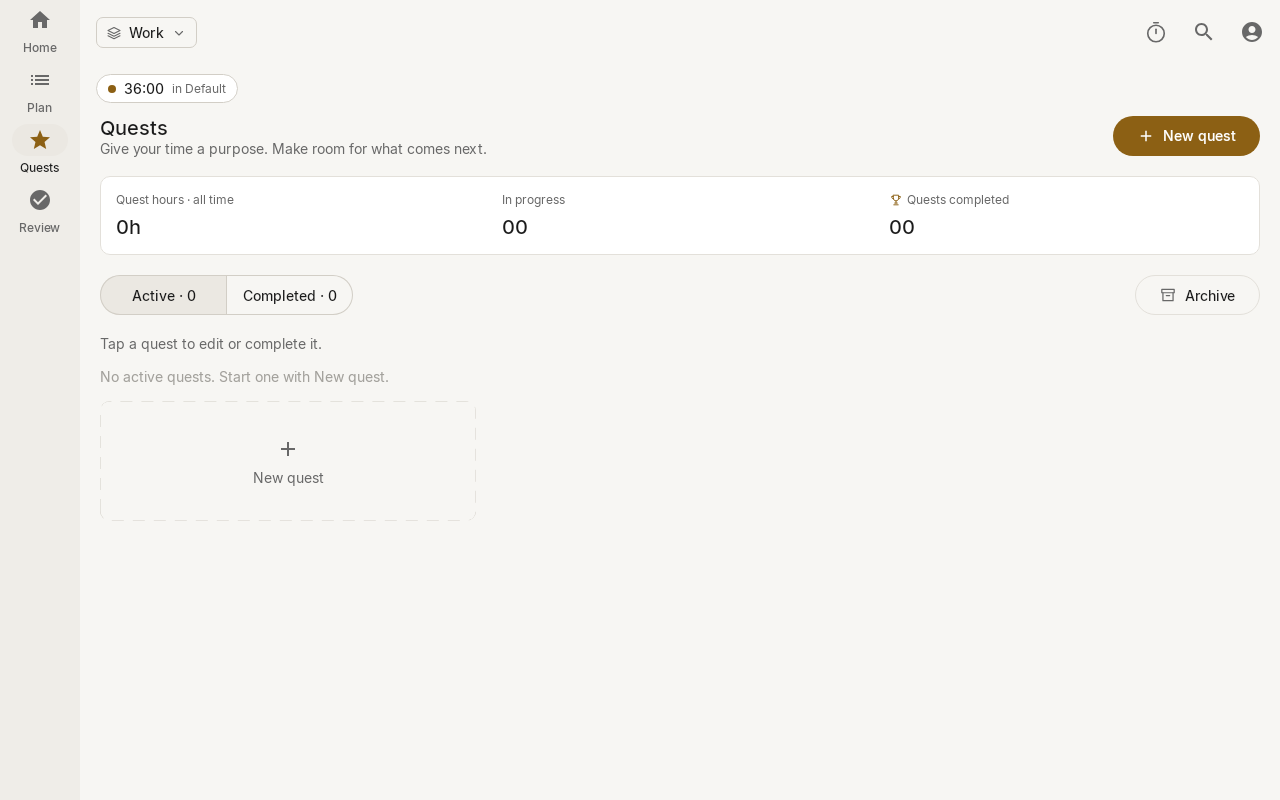 Home
Plan
Quests
Review
Work
36:00 in Default
Quests
Give your time a purpose. Make room for what comes next.
New quest
Quest hours · all time
0h
In progress
00
Quests completed
00
Active · 0
Completed · 0
Archive
Tap a quest to edit or complete it.
No active quests. Start one with New quest.
New quest